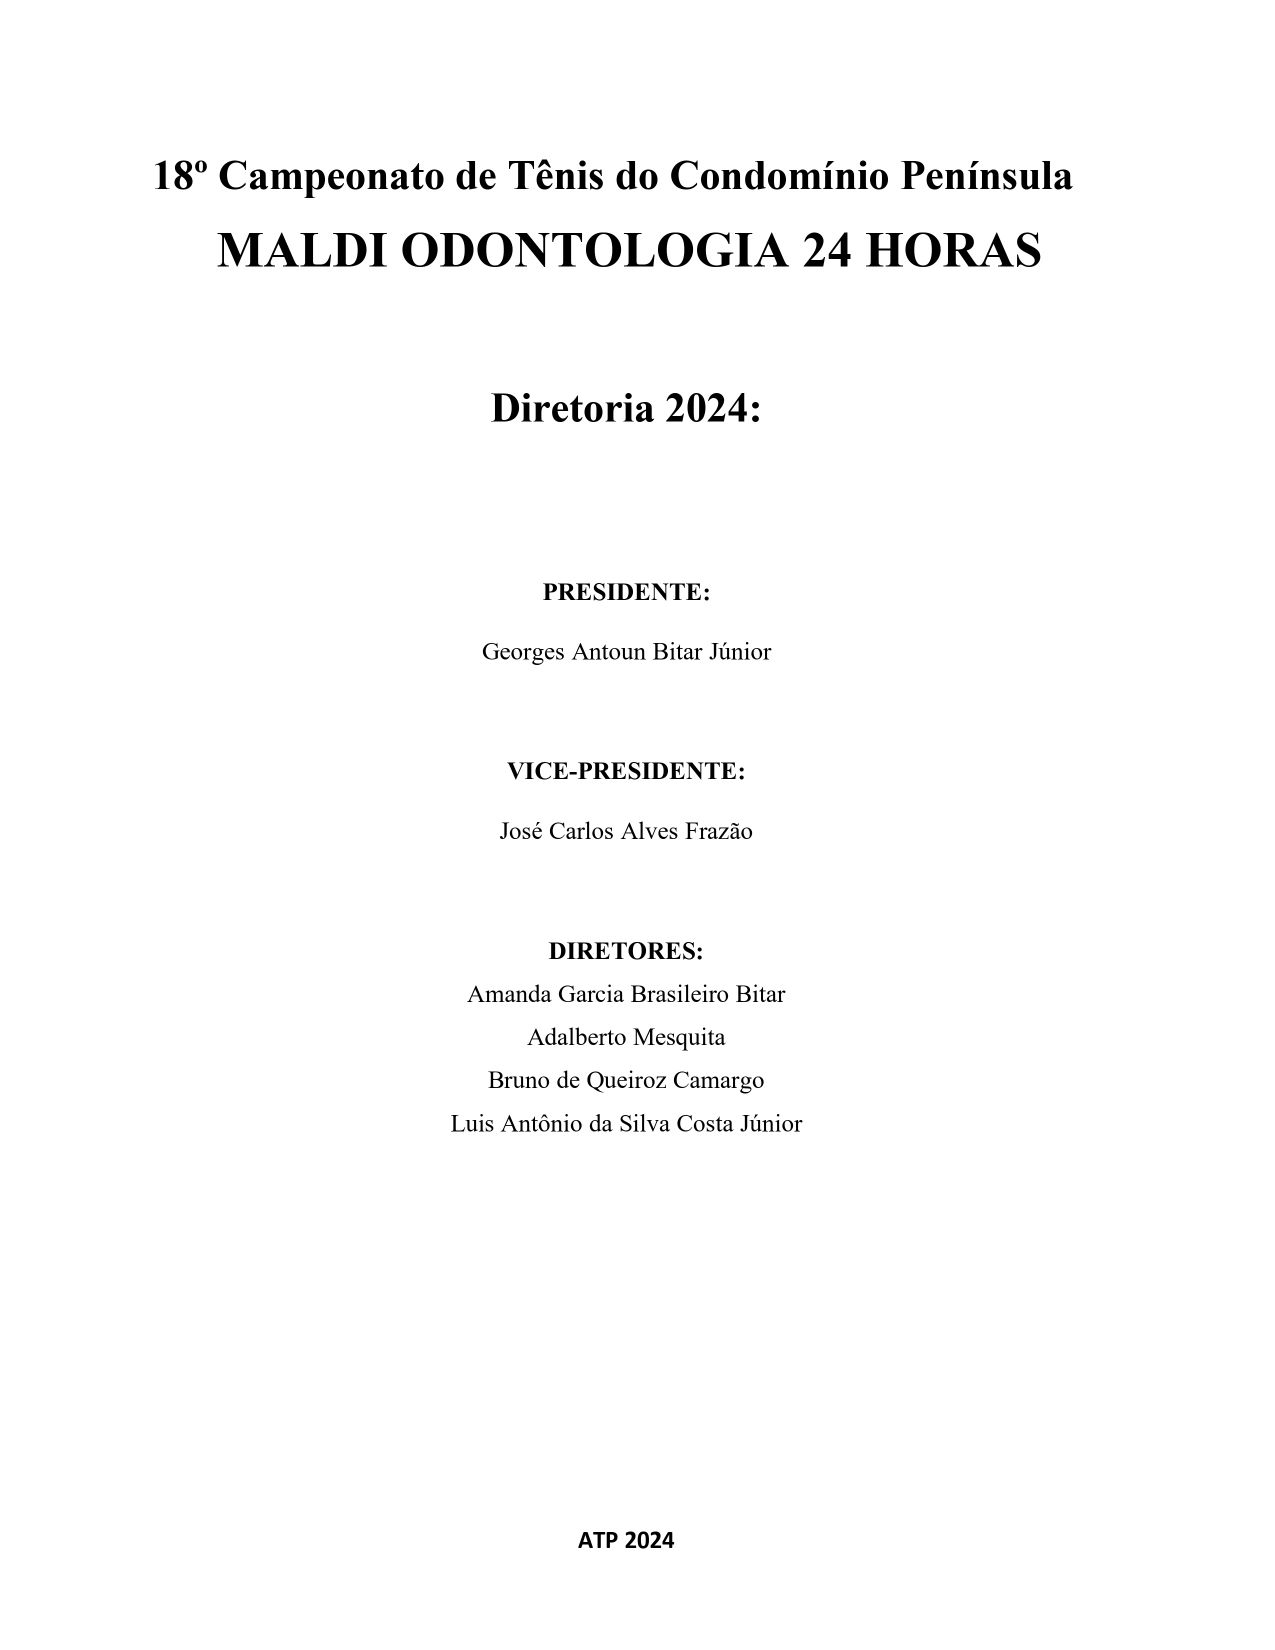 18º Campeonato de Tênis do Condomínio Península
MALDI ODONTOLOGIA 24 HORAS
Diretoria 2024:
PRESIDENTE:
Georges Antoun Bitar Júnior
VICE-PRESIDENTE:
José Carlos Alves Frazão
DIRETORES:
Amanda Garcia Brasileiro Bitar
Adalberto Mesquita
Bruno de Queiroz Camargo
Luis Antônio da Silva Costa Júnior
ATP 2024